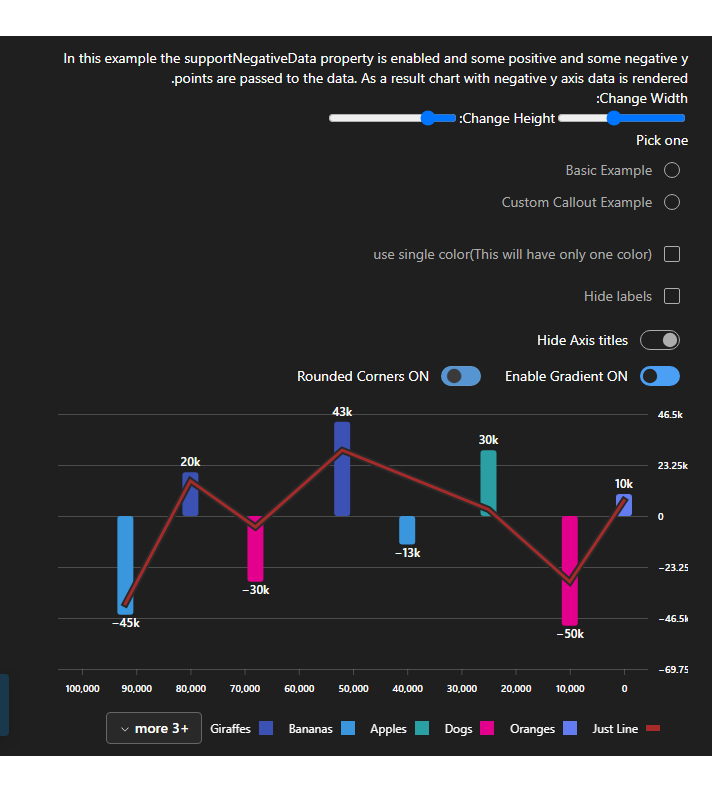 In this example the supportNegativeData property is enabled and some positive and some negative y
.points are passed to the data. As a result chart with negative y axis data is rendered
:Change Width
:Change Height
Pick one
Basic Example
Custom Callout Example
use single color(This will have only one color)
Hide labels
Hide Axis titles
Rounded Corners ON Enable Gradient ON
43k
46.5k
30k
20k
23.25k
10k
0
−13k
−23.25
−30k
−45k
−46.5k
−50k
−69.75
100,000 90,000 80,000 70,000 60,000 50,000 40,000 30,000 20,000 10,000 0
more 3+ Giraffes Bananas Apples Dogs Oranges Just Line